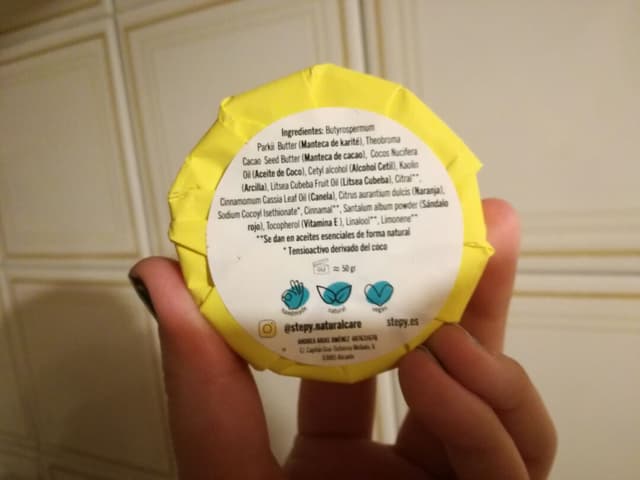 Ingredientes: Butyrospermum
Parkii Butter (Manteca de karité), Theobroma
Cacao Seed Butter (Manteca de cacao), Cocos Nucifera
Oil (Aceite de Coco), Cetyl alcohol (Alcohol Cetil), Kaolin
(Arcilla), Litsea Cubeba Fruit Oil (Litsea Cubeba), Citral**,
Cinnamomum Cassia Leaf Oil (Canela), Citrus aurantium dulcis (Naranja),
Sodium Cocoyl Isethionate*, Cinnamal**, Santalum album powder (Sándalo
rojo), Tocopherol (Vitamina E), Linalool**, Limonene**
**Se dan en aceites esenciales de forma natural
* Tensioactivo derivado del coco
≈ 50 gr
handmade natural vegan
@stepy.naturalcare stepy.es